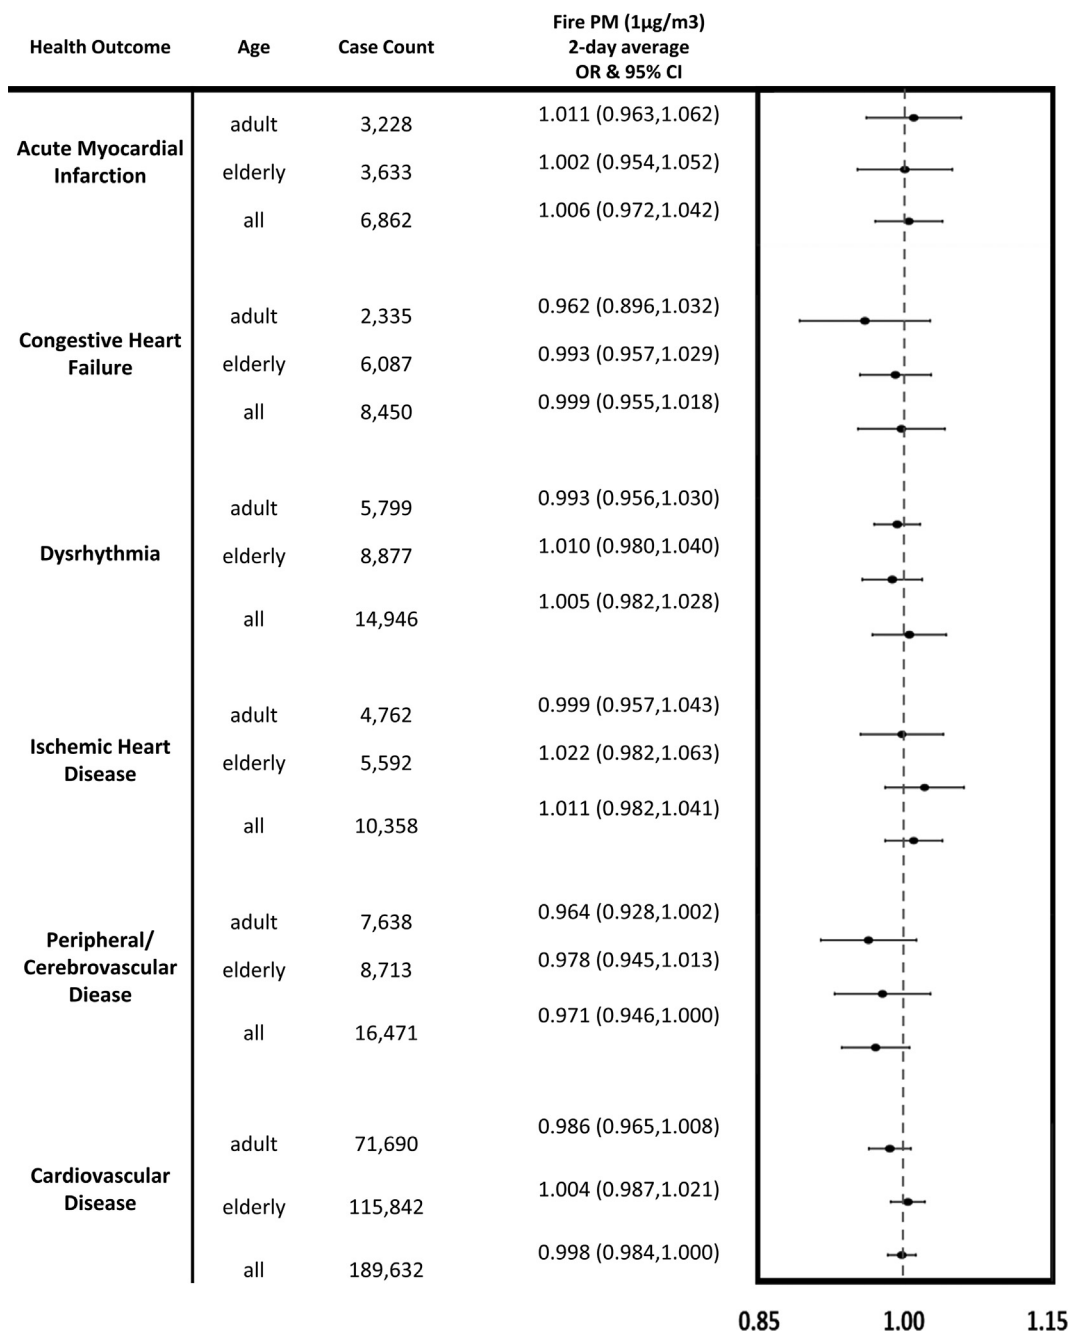 Health Outcome Age Case Count Fire PM (1µg/m3)
2-day average
OR & 95% CI
Acute Myocardial
Infarction
adult 3,228 1.011 (0.963,1.062)
elderly 3,633 1.002 (0.954,1.052)
all 6,862 1.006 (0.972,1.042)
Congestive Heart
Failure
adult 2,335 0.962 (0.896,1.032)
elderly 6,087 0.993 (0.957,1.029)
all 8,450 0.999 (0.955,1.018)
Dysrhythmia
adult 5,799 0.993 (0.956,1.030)
elderly 8,877 1.010 (0.980,1.040)
all 14,946 1.005 (0.982,1.028)
Ischemic Heart
Disease
adult 4,762 0.999 (0.957,1.043)
elderly 5,592 1.022 (0.982,1.063)
all 10,358 1.011 (0.982,1.041)
Peripheral/
Cerebrovascular
Diease
adult 7,638 0.964 (0.928,1.002)
elderly 8,713 0.978 (0.945,1.013)
all 16,471 0.971 (0.946,1.000)
Cardiovascular
Disease
adult 71,690 0.986 (0.965,1.008)
elderly 115,842 1.004 (0.987,1.021)
all 189,632 0.998 (0.984,1.000)
0.85 1.00 1.15